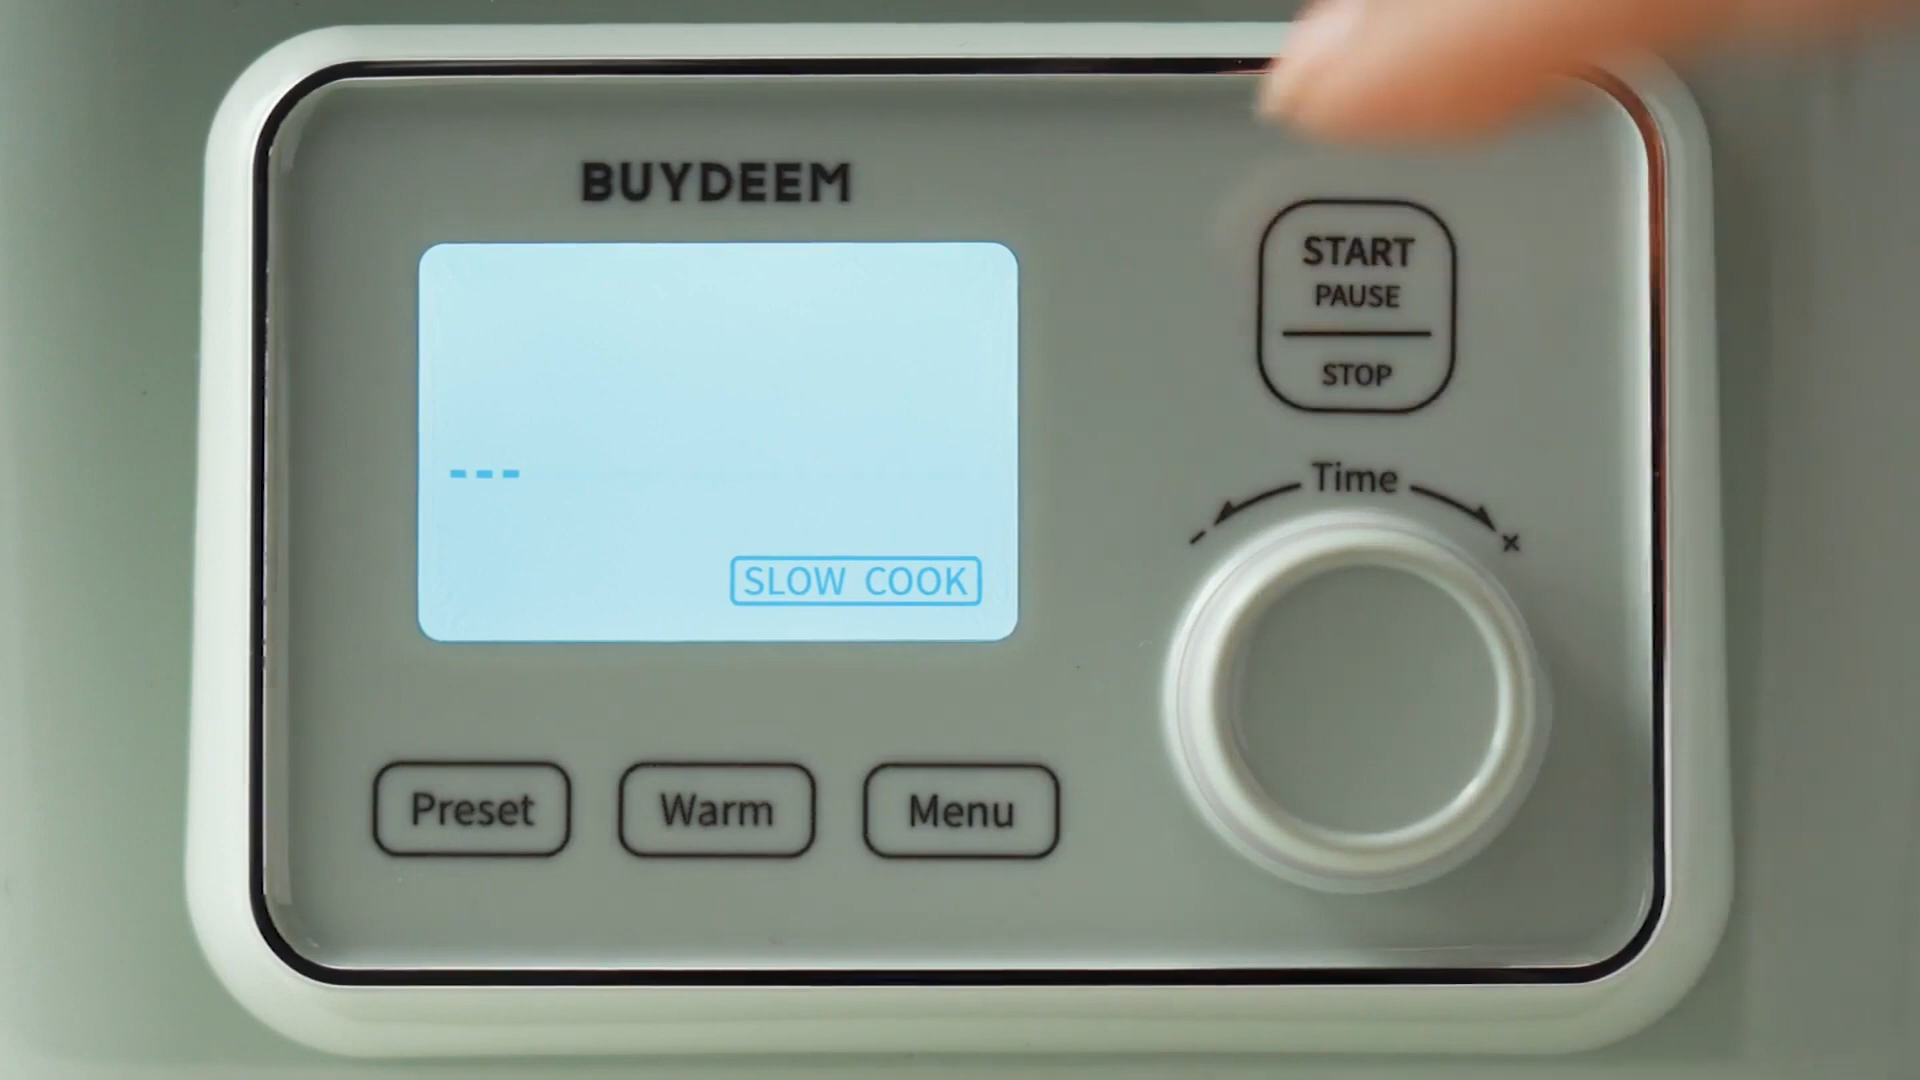 BUYDEEM
---
SLOW COOK
START
PAUSE
STOP
Time
- +
Preset
Warm
Menu